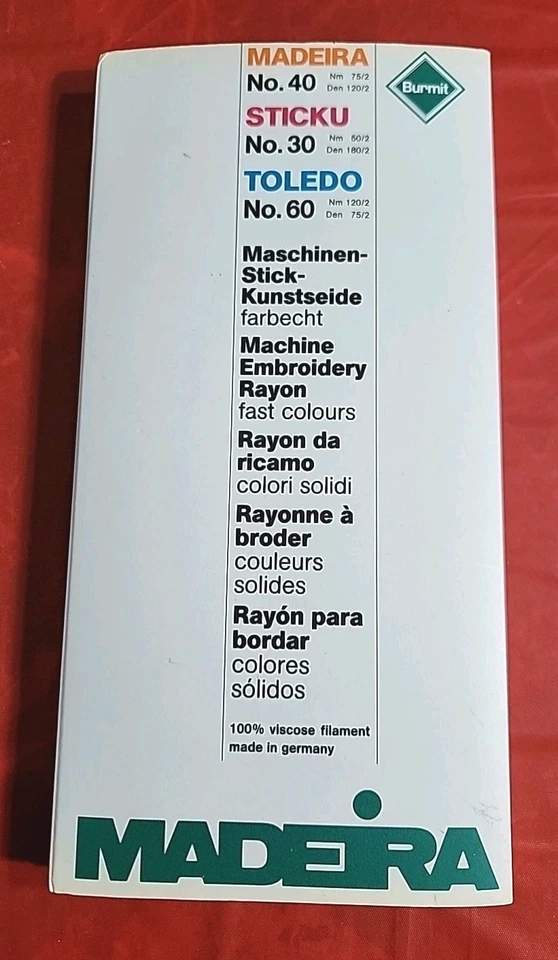 MADEIRA
No. 40 Nm 75/2
Den 120/2
Burmit
STICKU
No. 30 Nm 50/2
Den 180/2
TOLEDO
No. 60 Nm 120/2
Den 75/2
Maschinen-
Stick-
Kunstseide
farbecht
Machine
Embroidery
Rayon
fast colours
Rayon da
ricamo
colori solidi
Rayonne à
broder
couleurs
solides
Rayón para
bordar
colores
sólidos
100% viscose filament
made in germany
MADEIRA